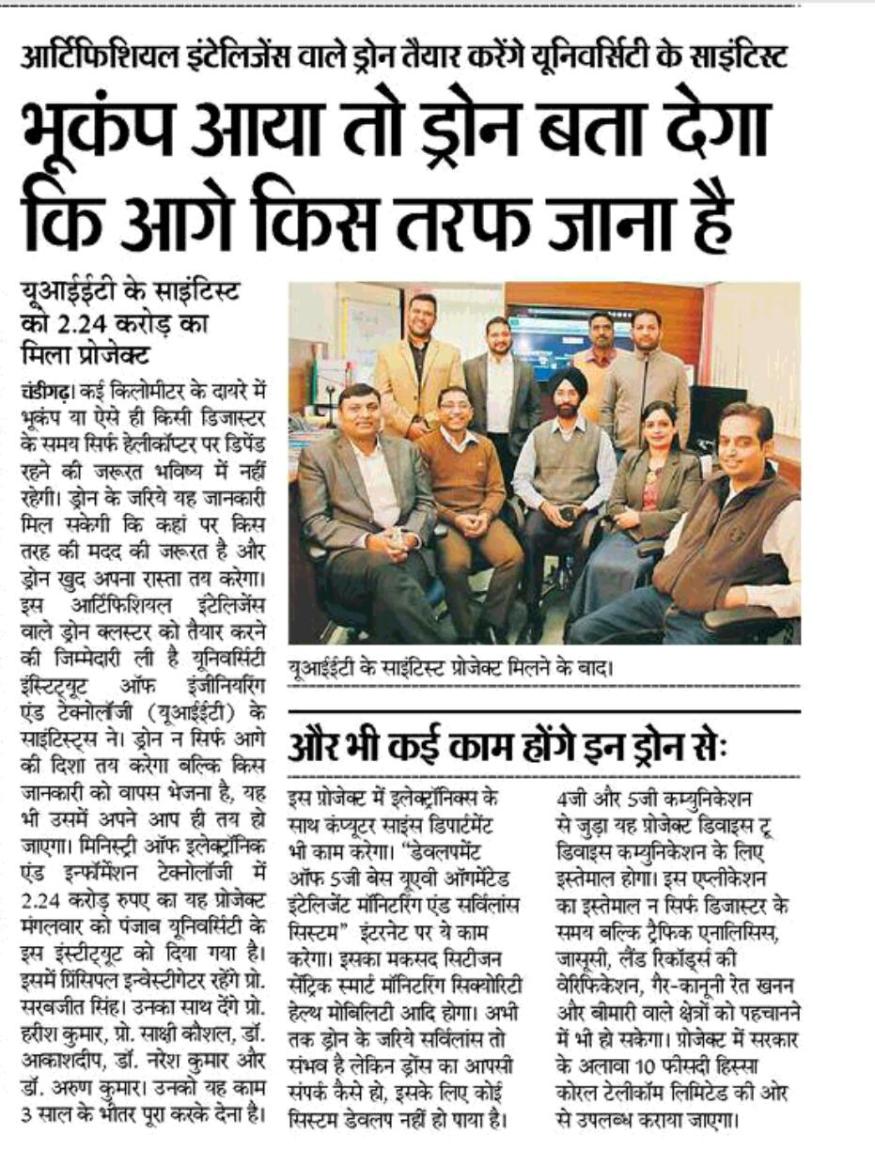 आर्टिफिशियल इंटेलिजेंस वाले ड्रोन तैयार करेंगे यूनिवर्सिटी के साइंटिस्ट
भूकंप आया तो ड्रोन बता देगा
कि आगे किस तरफ जाना है
यूआईईटी के साइंटिस्ट
को 2.24 करोड़ का
मिला प्रोजेक्ट
चंडीगढ़। कई किलोमीटर के दायरे में
भूकंप या ऐसे ही किसी डिजास्टर
के समय सिर्फ हेलीकॉप्टर पर डिपेंड
रहने की जरूरत भविष्य में नहीं
रहेगी। ड्रोन के जरिये यह जानकारी
मिल सकेगी कि कहां पर किस
तरह की मदद की जरूरत है और
ड्रोन खुद अपना रास्ता तय करेगा।
इस आर्टिफिशियल इंटेलिजेंस
वाले ड्रोन क्लस्टर को तैयार करने
की जिम्मेदारी ली है यूनिवर्सिटी
इंस्टिट्यूट ऑफ इंजीनियरिंग
एंड टेक्नोलॉजी (यूआईईटी) के
साइंटिस्ट्स ने। ड्रोन न सिर्फ आगे
की दिशा तय करेगा बल्कि किस
जानकारी को वापस भेजना है, यह
भी उसमें अपने आप ही तय हो
जाएगा। मिनिस्ट्री ऑफ इलेक्ट्रॉनिक
एंड इन्फॉर्मेशन टेक्नोलॉजी में
2.24 करोड़ रुपए का यह प्रोजेक्ट
मंगलवार को पंजाब यूनिवर्सिटी के
इस इंस्टीट्यूट को दिया गया है।
इसमें प्रिंसिपल इन्वेस्टीगेटर रहेंगे प्रो.
सरबजीत सिंह। उनका साथ देंगे प्रो.
हरीश कुमार, प्रो. साक्षी कौशल, डॉ.
आकाशदीप, डॉ. नरेश कुमार और
डॉ. अरुण कुमार। उनको यह काम
3 साल के भीतर पूरा करके देना है।
यूआईईटी के साइंटिस्ट प्रोजेक्ट मिलने के बाद।
और भी कई काम होंगे इन ड्रोन से:
इस प्रोजेक्ट में इलेक्ट्रॉनिक्स के
साथ कंप्यूटर साइंस डिपार्टमेंट
भी काम करेगा। "डेवलपमेंट
ऑफ 5जी बेस यूएवी ऑगमेंटेड
इंटेलिजेंट मॉनिटरिंग एंड सर्विलांस
सिस्टम" इंटरनेट पर ये काम
करेगा। इसका मकसद सिटीजन
सेंट्रिक स्मार्ट मॉनिटरिंग सिक्योरिटी
हेल्थ मोबिलिटी आदि होगा। अभी
तक ड्रोन के जरिये सर्विलांस तो
संभव है लेकिन ड्रोंस का आपसी
संपर्क कैसे हो, इसके लिए कोई
सिस्टम डेवलप नहीं हो पाया है।
4जी और 5जी कम्युनिकेशन
से जुड़ा यह प्रोजेक्ट डिवाइस टू
डिवाइस कम्युनिकेशन के लिए
इस्तेमाल होगा। इस एप्लीकेशन
का इस्तेमाल न सिर्फ डिजास्टर के
समय बल्कि ट्रैफिक एनालिसिस,
जासूसी, लैंड रिकॉर्ड्स की
वेरिफिकेशन, गैर-कानूनी रेत खनन
और बीमारी वाले क्षेत्रों को पहचानने
में भी हो सकेगा। प्रोजेक्ट में सरकार
के अलावा 10 फीसदी हिस्सा
कोरल टेलीकॉम लिमिटेड की ओर
से उपलब्ध कराया जाएगा।